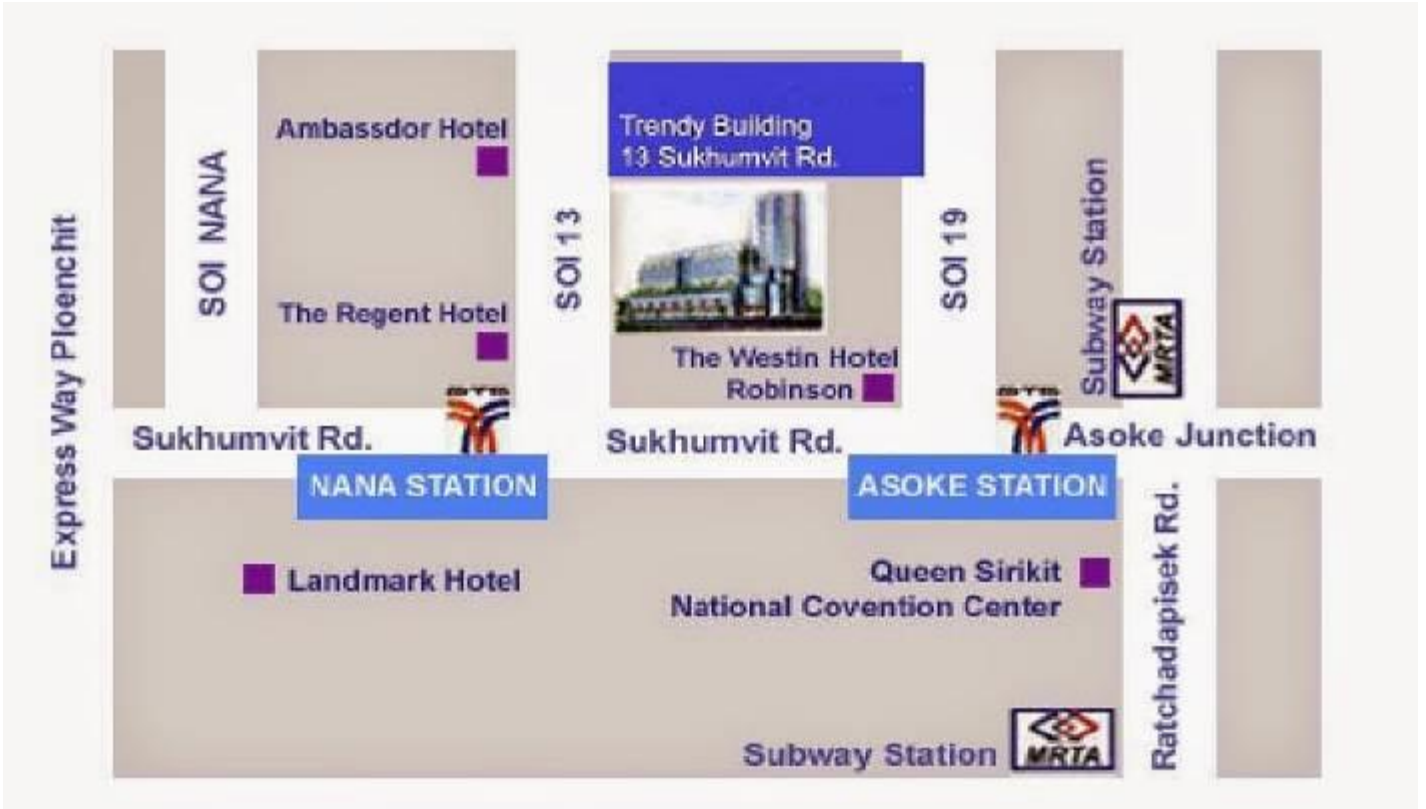 Ambassdor Hotel
Trendy Building
13 Sukhumvit Rd.
SOI NANA
SOI 13
SOI 19
Subway Station
Express Way Ploenchit
The Regent Hotel
MRTA
The Westin Hotel
Robinson
BTS
BTS
Sukhumvit Rd.
Sukhumvit Rd.
Asoke Junction
NANA STATION
ASOKE STATION
Landmark Hotel
Queen Sirikit
National Covention Center
Ratchadapisek Rd.
Subway Station
MRTA